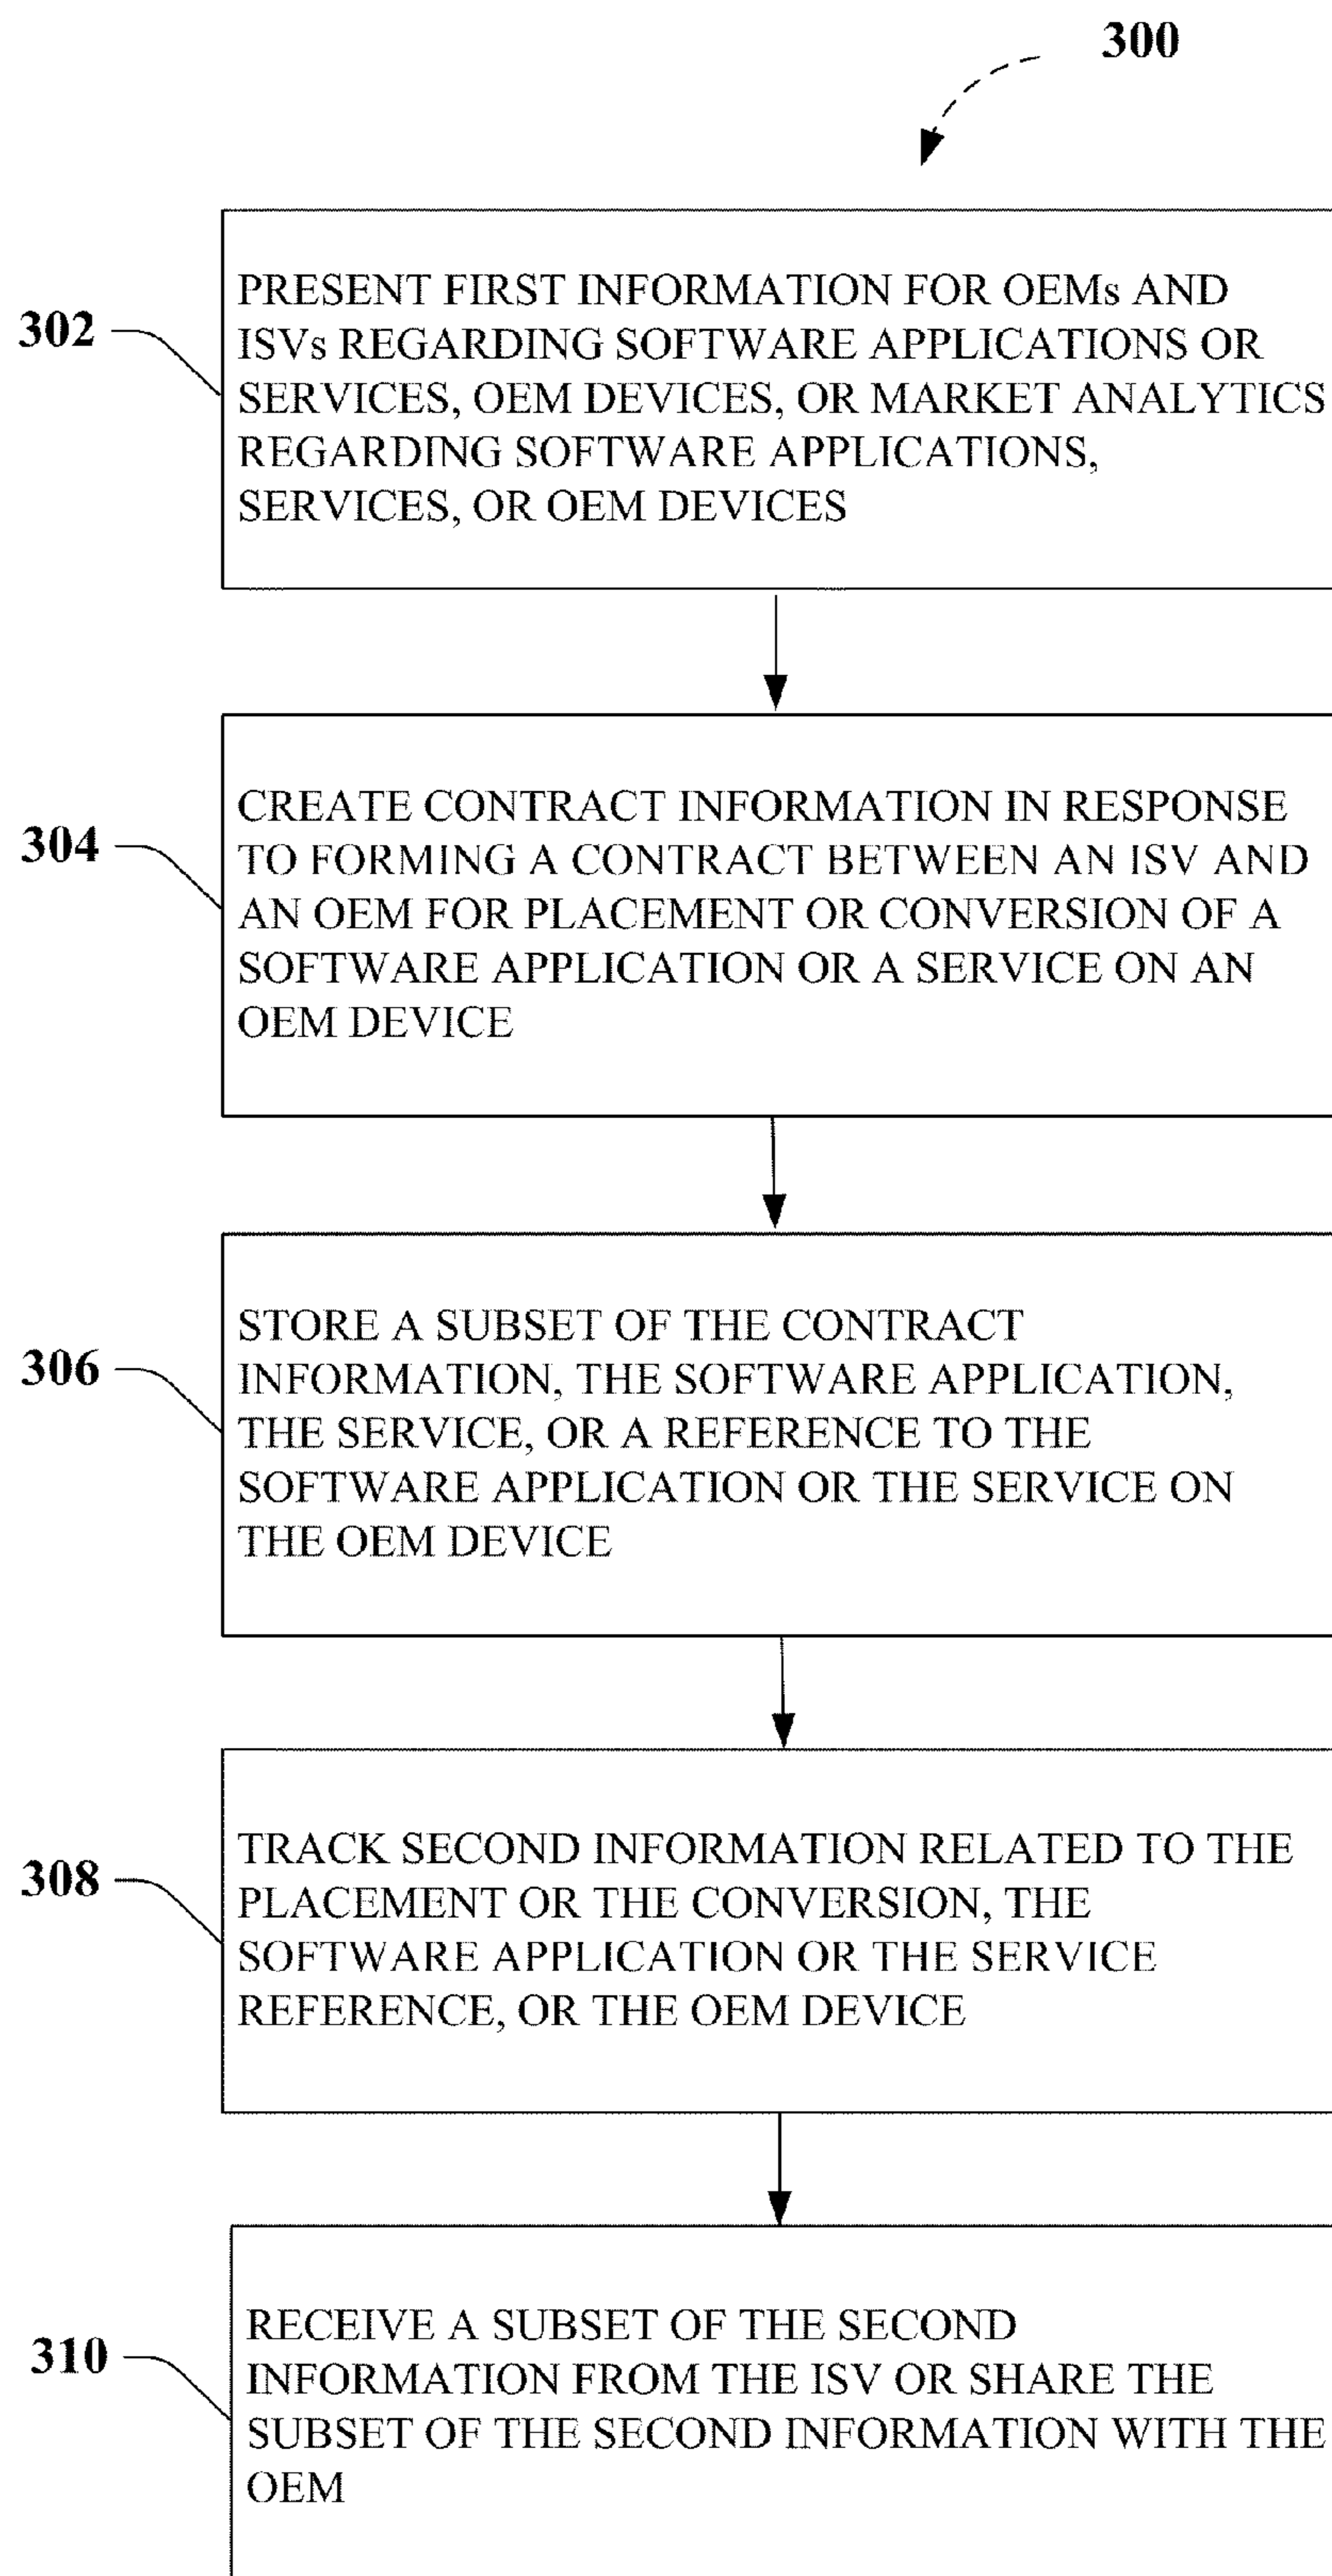 300
302
PRESENT FIRST INFORMATION FOR OEMs AND
ISVs REGARDING SOFTWARE APPLICATIONS OR
SERVICES, OEM DEVICES, OR MARKET ANALYTICS
REGARDING SOFTWARE APPLICATIONS,
SERVICES, OR OEM DEVICES
304
CREATE CONTRACT INFORMATION IN RESPONSE
TO FORMING A CONTRACT BETWEEN AN ISV AND
AN OEM FOR PLACEMENT OR CONVERSION OF A
SOFTWARE APPLICATION OR A SERVICE ON AN
OEM DEVICE
306
STORE A SUBSET OF THE CONTRACT
INFORMATION, THE SOFTWARE APPLICATION,
THE SERVICE, OR A REFERENCE TO THE
SOFTWARE APPLICATION OR THE SERVICE ON
THE OEM DEVICE
308
TRACK SECOND INFORMATION RELATED TO THE
PLACEMENT OR THE CONVERSION, THE
SOFTWARE APPLICATION OR THE SERVICE
REFERENCE, OR THE OEM DEVICE
310
RECEIVE A SUBSET OF THE SECOND
INFORMATION FROM THE ISV OR SHARE THE
SUBSET OF THE SECOND INFORMATION WITH THE
OEM